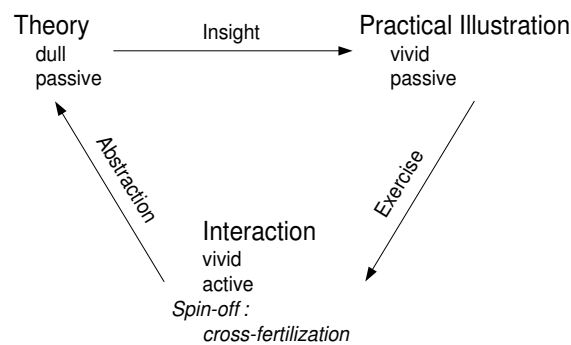 Theory
dull
passive
Insight
Practical Illustration
vivid
passive
Abstraction
Exercise
Interaction
vivid
active
Spin-off :
cross-fertilization